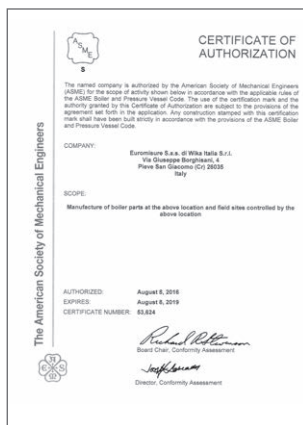 ASME
S
CERTIFICATE OF
AUTHORIZATION
The named company is authorized by the American Society of Mechanical Engineers
(ASME) for the scope of activity shown below in accordance with the applicable rules of
the ASME Boiler and Pressure Vessel Code. The use of the certification mark and the
authority granted by this Certificate of Authorization are subject to the provisions of the
agreement set forth in the application. Any construction stamped with this certification
mark shall have been built strictly in accordance with the provisions of the ASME Boiler
and Pressure Vessel Code.
COMPANY:
Euromisure S.a.s. di Wika Italia S.r.l.
Via Giuseppe Borghisani, 4
Pieve San Giacomo (Cr) 26035
Italy
SCOPE:
Manufacture of boiler parts at the above location and field sites controlled by the
above location
AUTHORIZED: August 8, 2016
EXPIRES: August 8, 2019
CERTIFICATE NUMBER: 53,624
Board Chair, Conformity Assessment
Director, Conformity Assessment
The American Society of Mechanical Engineers